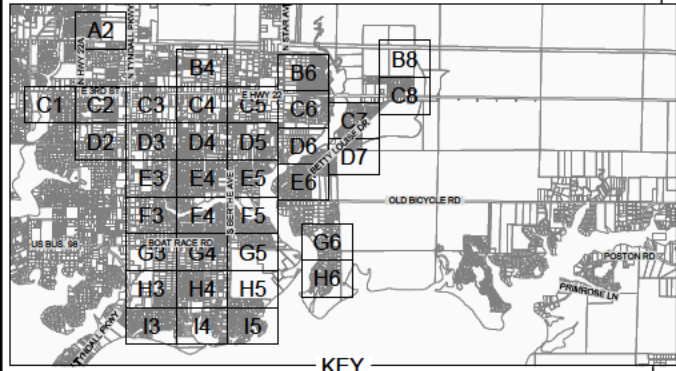 A2
N HWY 22A
N TYNDALL PKWY
N STAR AV
B4
B6
B8
E 3RD ST
E HWY 22
C1
C2
C3
C4
C5
C6
C7
C8
D2
D3
D4
D5
D6
D7
BETTY LOUISE DR
E3
E4
E5
E6
S BERTHE AVE
OLD BICYCLE RD
F3
F4
F5
US BUS. 98
BOAT RACE RD
G3
G4
G5
G6
POSTON RD
H3
H4
H5
H6
PRIMROSE LN
I3
I4
I5
TYNDALL PKWY
KEY